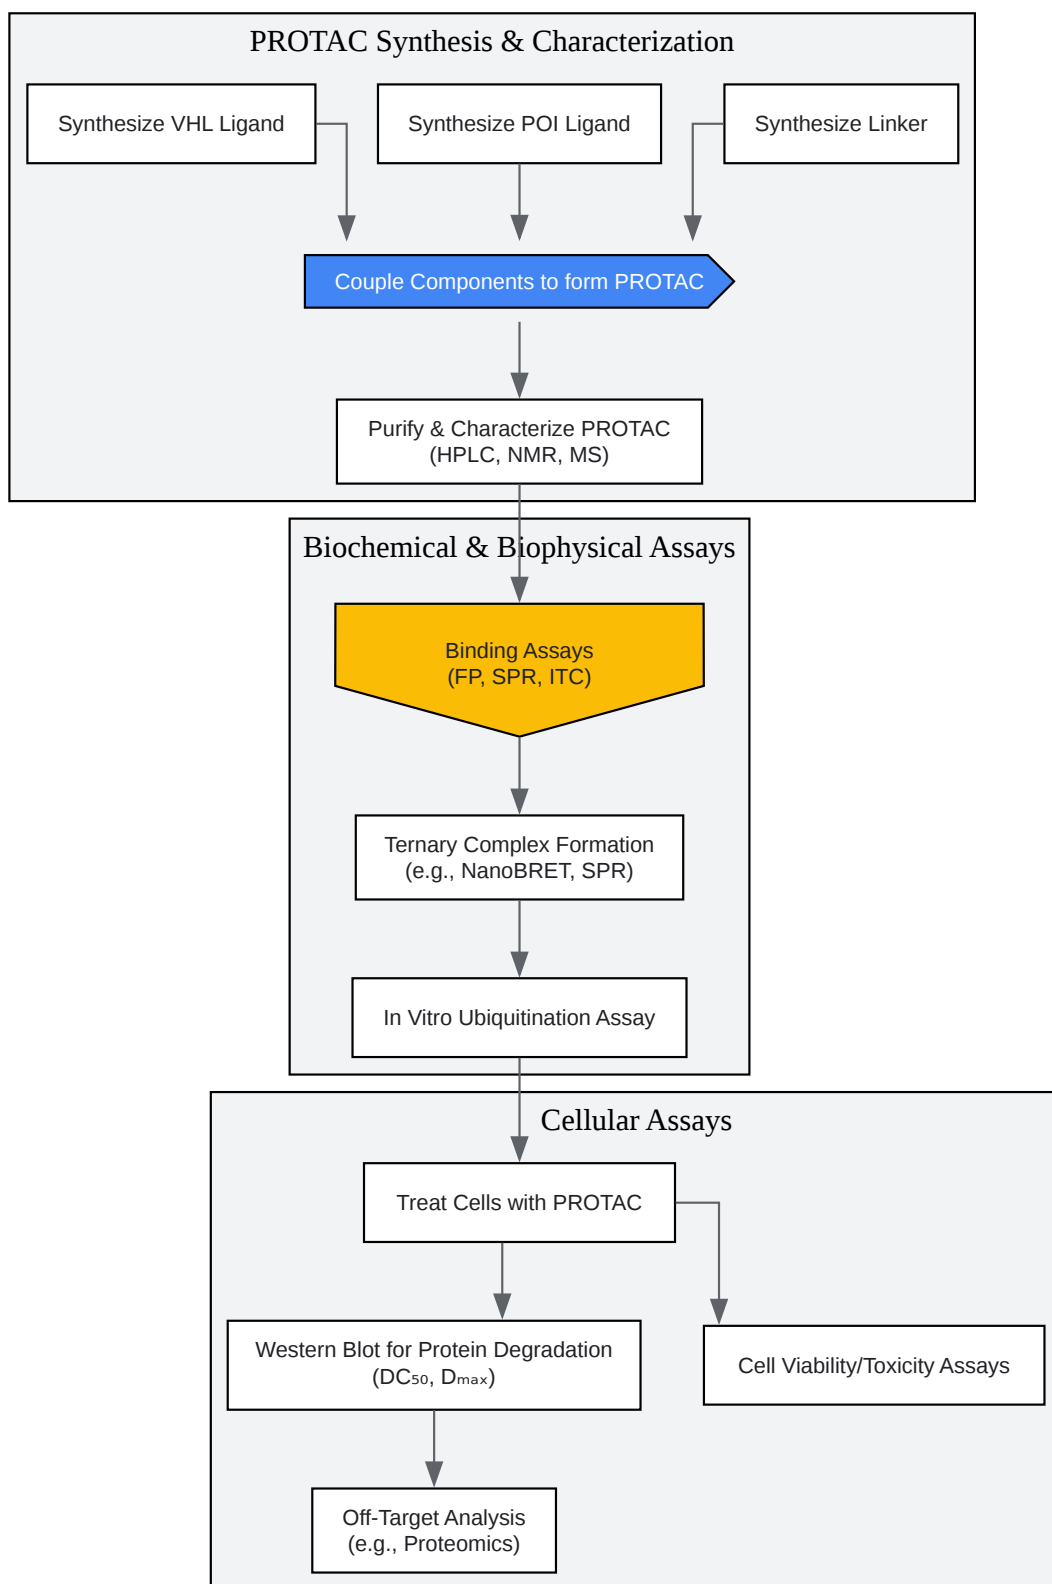 PROTAC Synthesis & Characterization
Synthesize VHL Ligand
Synthesize POI Ligand
Synthesize Linker
Couple Components to form PROTAC
Purify & Characterize PROTAC
(HPLC, NMR, MS)
Biochemical & Biophysical Assays
Binding Assays
(FP, SPR, ITC)
Ternary Complex Formation
(e.g., NanoBRET, SPR)
In Vitro Ubiquitination Assay
Cellular Assays
Treat Cells with PROTAC
Western Blot for Protein Degradation
(DC₅₀, Dₘₐₓ)
Cell Viability/Toxicity Assays
Off-Target Analysis
(e.g., Proteomics)